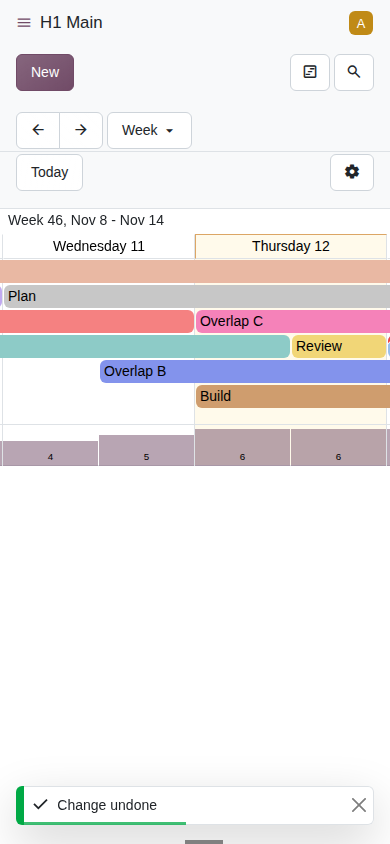 H1 Main
A
New
Week
Today
Week 46, Nov 8 - Nov 14
Wednesday 11
Thursday 12
Plan
Overlap C
Review
Overlap B
Build
4
5
6
6
Change undone